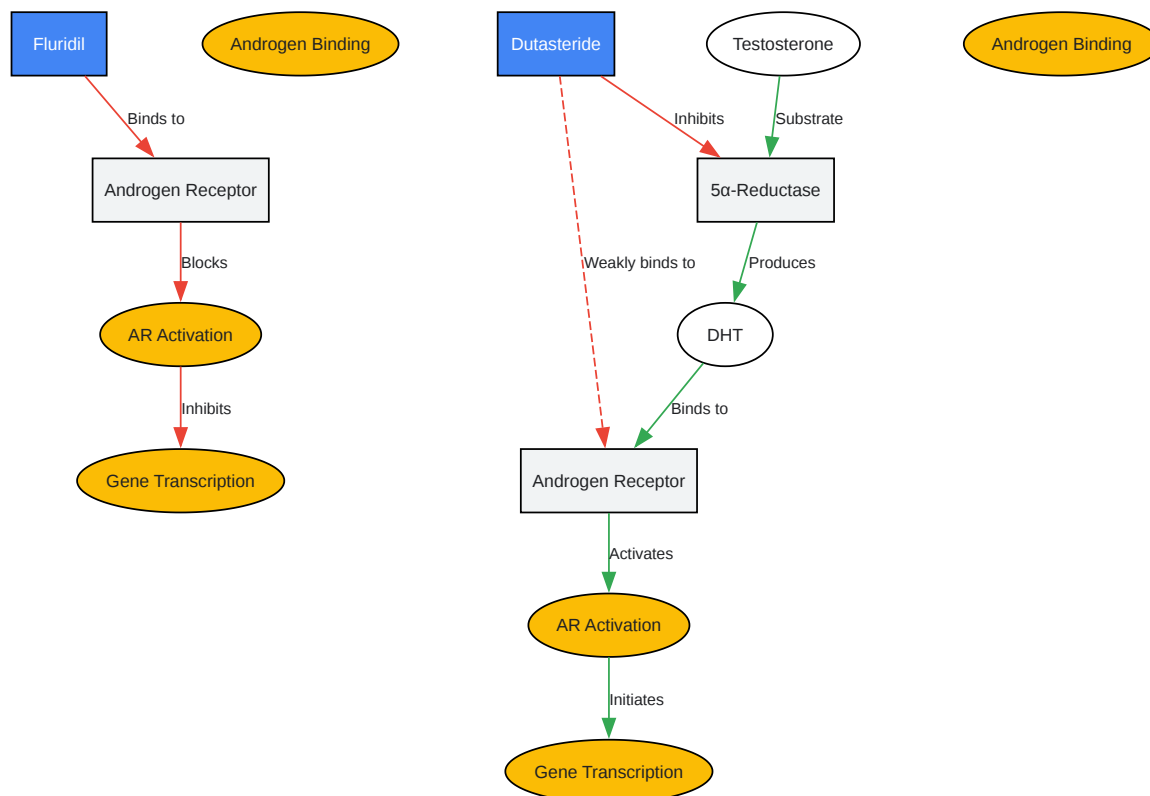 Fluridil
Androgen Binding
Dutasteride
Testosterone
Androgen Binding
Binds to
Inhibits
Substrate
Androgen Receptor
5α-Reductase
Blocks
Weakly binds to
Produces
AR Activation
DHT
Inhibits
Binds to
Gene Transcription
Androgen Receptor
Activates
AR Activation
Initiates
Gene Transcription